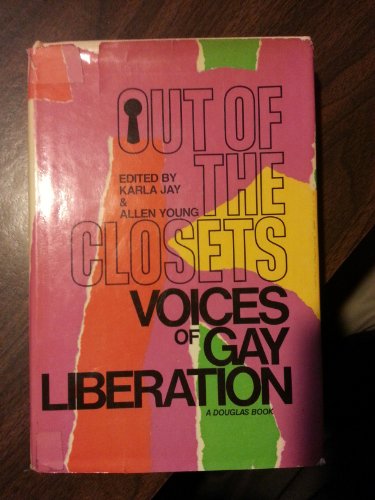 OUT OF
EDITED BY
KARLA JAY
&
ALLEN YOUNG
THE
CLOSETS
VOICES
OF GAY
LIBERATION
A DOUGLAS BOOK